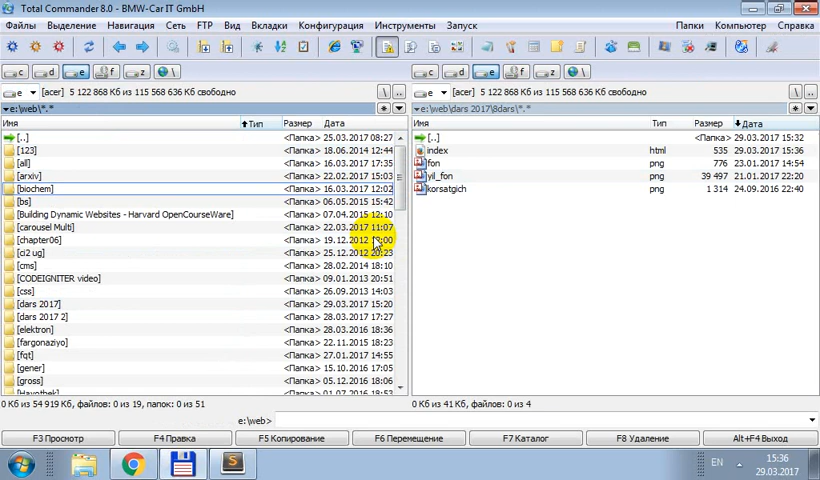 Total Commander 8.0 - BMW-Car IT GmbH
Файлы Выделение Навигация Сеть FTP Вид Вкладки Конфигурация Инструменты Запуск Папки Компьютер Справка
c d e f z \ c d e f z \
e [acer] 5 122 868 Кб из 115 568 636 Кб свободно \ .. e [acer] 5 122 868 Кб из 115 568 636 Кб свободно \ ..
e:\web\*.* * e:\web\dars 2017\8dars\*.* *
Имя Тип Размер Дата Имя Тип Размер Дата
[..] <Папка> 25.03.2017 08:27 [..] <Папка> 29.03.2017 15:32
[123] <Папка> 18.06.2014 12:44 index html 535 29.03.2017 15:36
[all] <Папка> 16.03.2017 17:35 fon png 776 23.01.2017 14:54
[arxiv] <Папка> 22.02.2017 15:03 yil_fon png 39 497 21.01.2017 22:20
[biochem] <Папка> 16.03.2017 12:02 korsatgich png 1 314 24.09.2016 22:40
[bs] <Папка> 06.05.2015 15:42
[Building Dynamic Websites - Harvard OpenCourseWare] <Папка> 07.04.2015 12:10
[carousel Multi] <Папка> 22.03.2017 11:07
[chapter06] <Папка> 19.12.2012 :00
[ci2 ug] <Папка> 25.12.2012 20:23
[cms] <Папка> 28.02.2014 18:10
[CODEIGNITER video] <Папка> 09.01.2013 20:51
[css] <Папка> 26.09.2013 14:03
[dars 2017] <Папка> 29.03.2017 15:20
[dars 2017 2] <Папка> 28.03.2017 17:27
[elektron] <Папка> 28.03.2016 18:36
[fargonaziyo] <Папка> 22.11.2015 18:23
[fqt] <Папка> 27.01.2017 14:55
[gener] <Папка> 15.10.2016 17:05
[gross] <Папка> 05.12.2016 18:06
[Hayothek] <Папка> 01.07.2016 18:53
0 Кб из 54 919 Кб, файлов: 0 из 19, папок: 0 из 51 0 Кб из 41 Кб, файлов: 0 из 4
e:\web>
F3 Просмотр F4 Правка F5 Копирование F6 Перемещение F7 Каталог F8 Удаление Alt+F4 Выход
S EN 15:36
29.03.2017